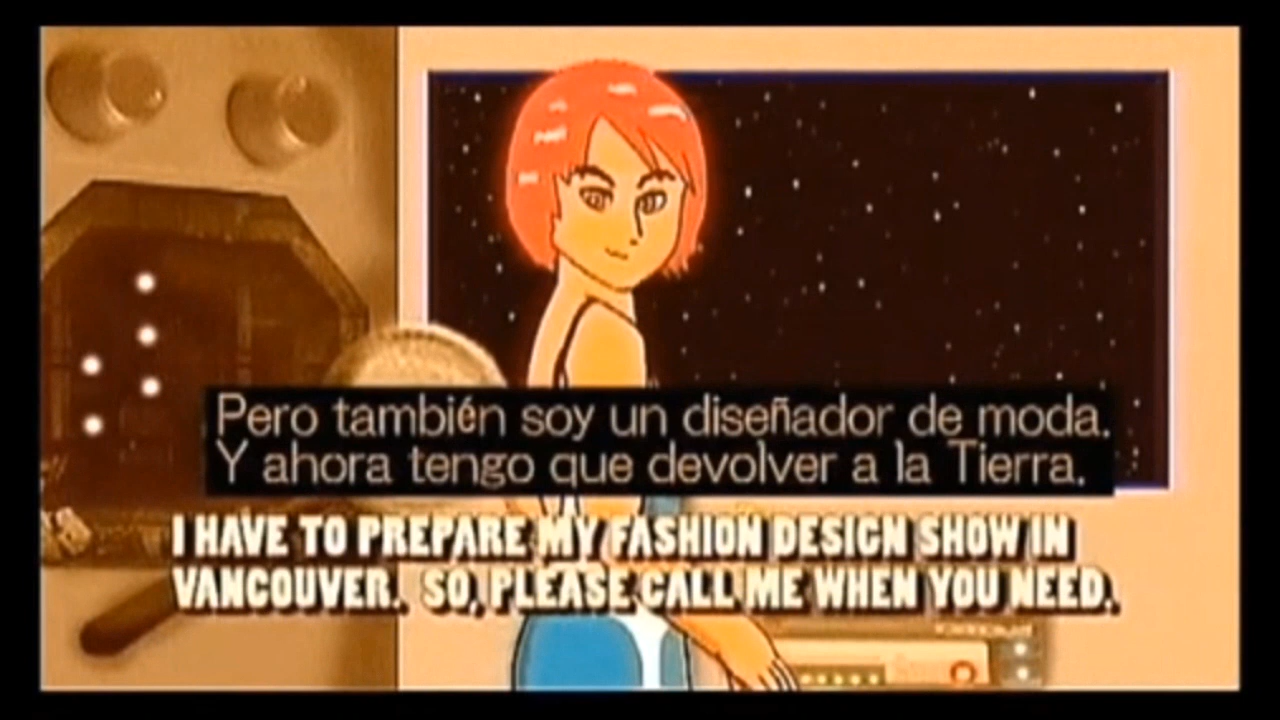 Pero también soy un diseñador de moda.
Y ahora tengo que devolver a la Tierra.
I HAVE TO PREPARE MY FASHION DESIGN SHOW IN
VANCOUVER. SO, PLEASE CALL ME WHEN YOU NEED.